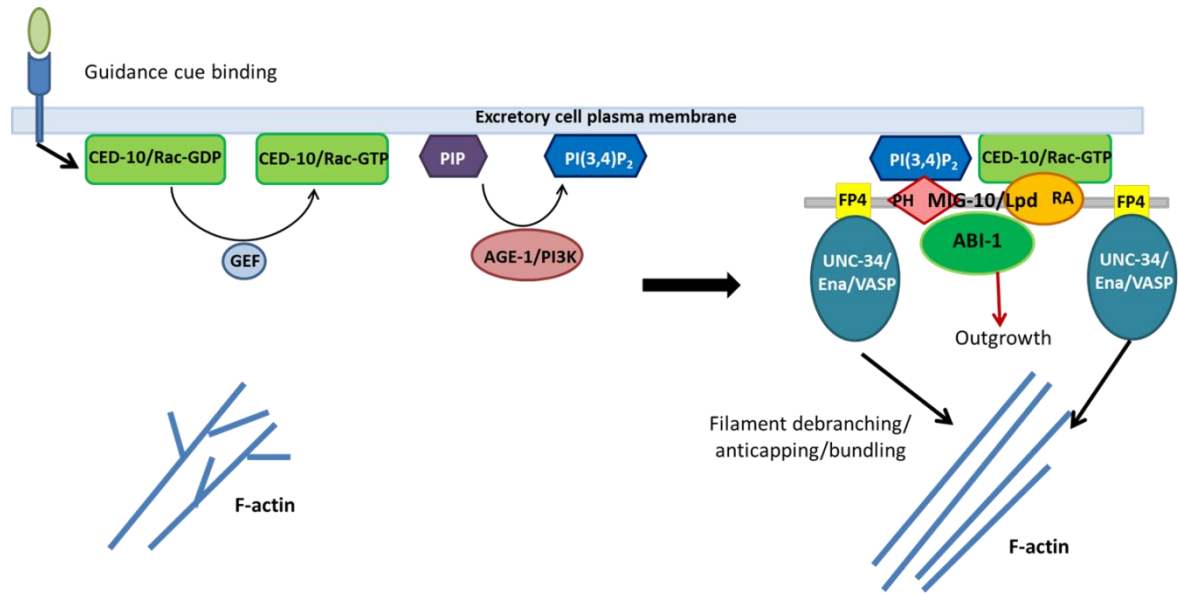 Guidance cue binding
Excretory cell plasma membrane
CED-10/Rac-GDP
CED-10/Rac-GTP
PIP
PI(3,4)P₂
GEF
AGE-1/PI3K
PI(3,4)P₂
CED-10/Rac-GTP
FP4
PH
MIG-10/Lpd
RA
FP4
ABI-1
UNC-34/
Ena/VASP
UNC-34/
Ena/VASP
Outgrowth
Filament debranching/
anticapping/bundling
F-actin
F-actin